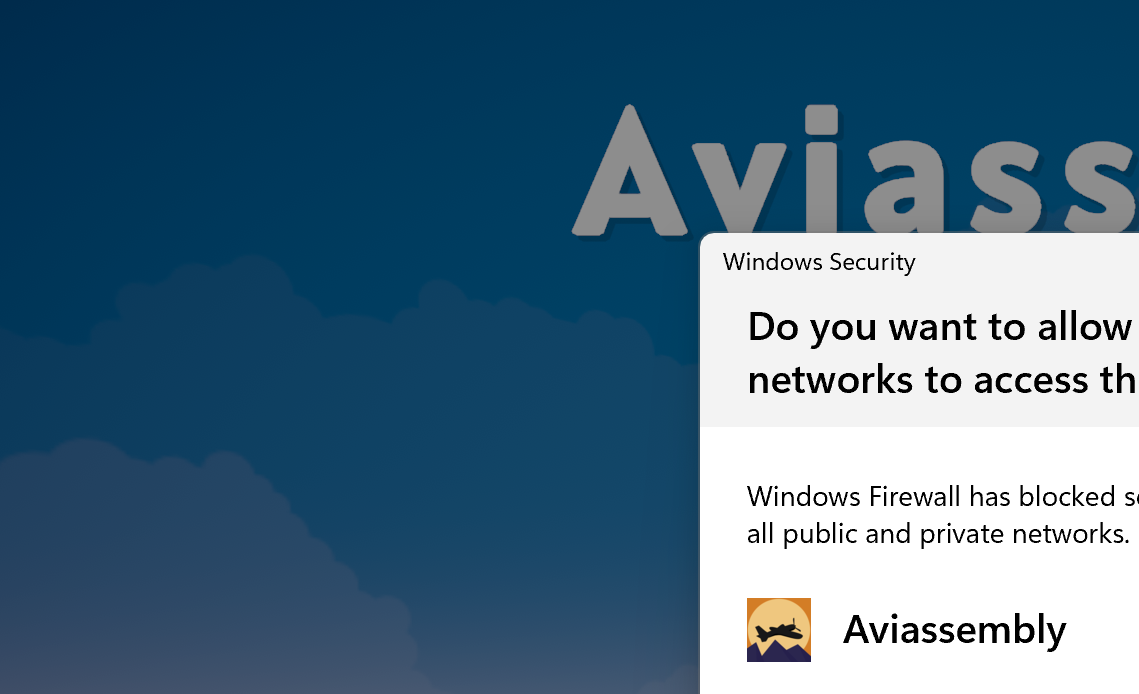 Aviass
Windows Security
Do you want to allow
networks to access th
Windows Firewall has blocked s
all public and private networks.
Aviassembly